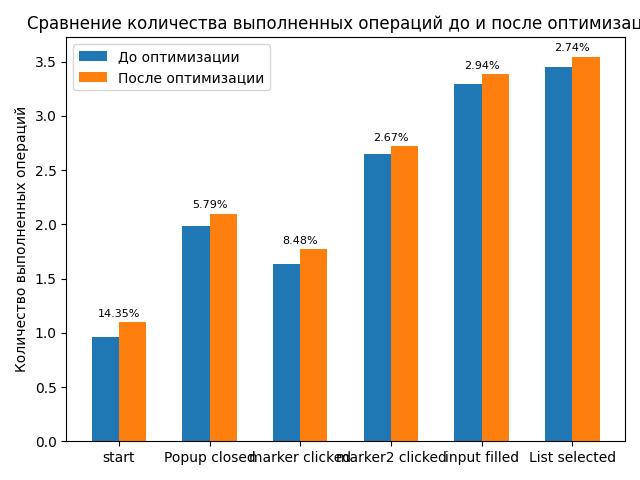 Сравнение количества выполненных операций до и после оптимизац
До оптимизации
После оптимизации
Количество выполненных операций
3.5
3.0
2.5
2.0
1.5
1.0
0.5
0.0
14.35%
5.79%
8.48%
2.67%
2.94%
2.74%
start
Popup closed
marker clicked
marker2 clicked
input filled
List selected